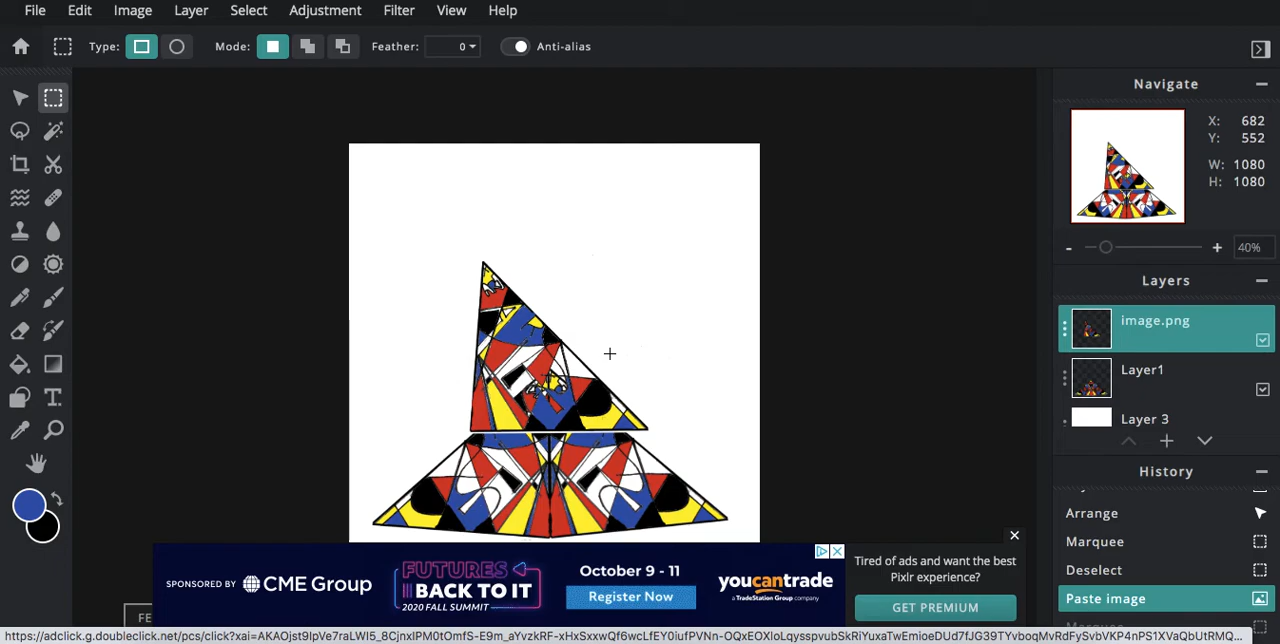 File Edit Image Layer Select Adjustment Filter View Help
Type: Mode: Feather: 0 Anti-alias
Navigate
X: 682
Y: 552
W: 1080
H: 1080
- + 40%
Layers
image.png
Layer1
Layer 3
History
Arrange
Marquee
Deselect
Paste image
Marquee
SPONSORED BY CME Group
FUTURES
BACK TO IT
2020 FALL SUMMIT
October 9 - 11
Register Now
youcantrade
a TradeStation Group company
Tired of ads and want the best
Pixlr experience?
GET PREMIUM
FE